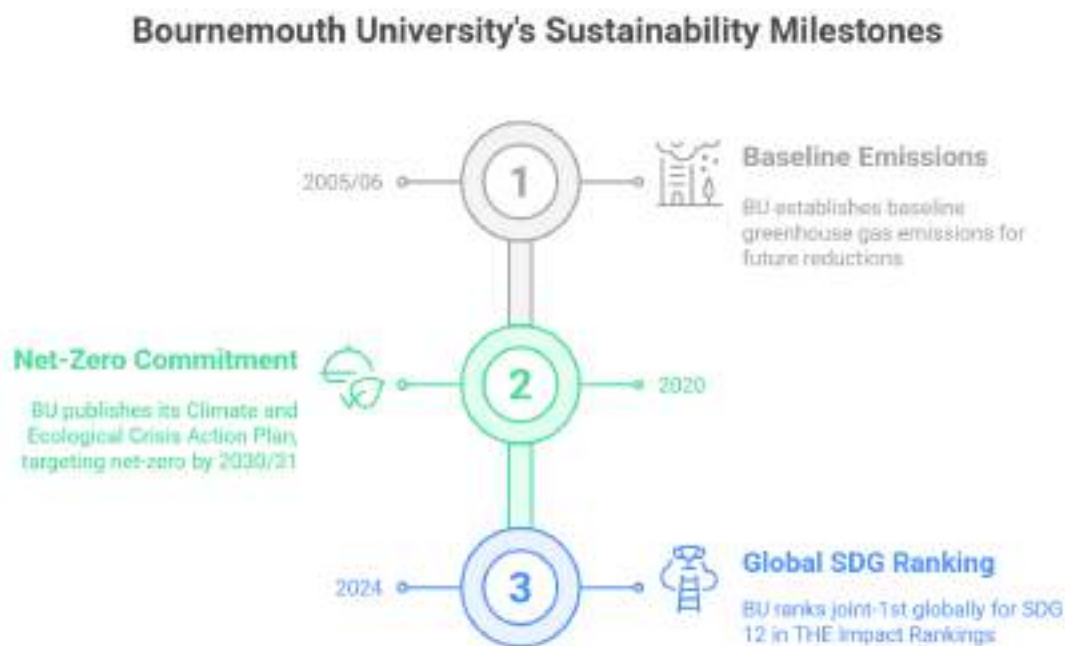 Bournemouth University's Sustainability Milestones
2005/06
1
Baseline Emissions
BU establishes baseline
greenhouse gas emissions for
future reductions
Net-Zero Commitment
BU publishes its Climate and
Ecological Crisis Action Plan,
targeting net-zero by 2030/31
2
2020
2024
3
Global SDG Ranking
BU ranks joint-1st globally for SDG
12 in THE Impact Rankings